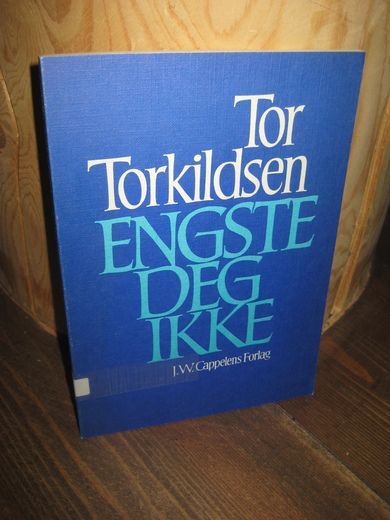 Tor
Torkildsen
ENGSTE
DEG
IKKE
J.W. Cappelens Forlag